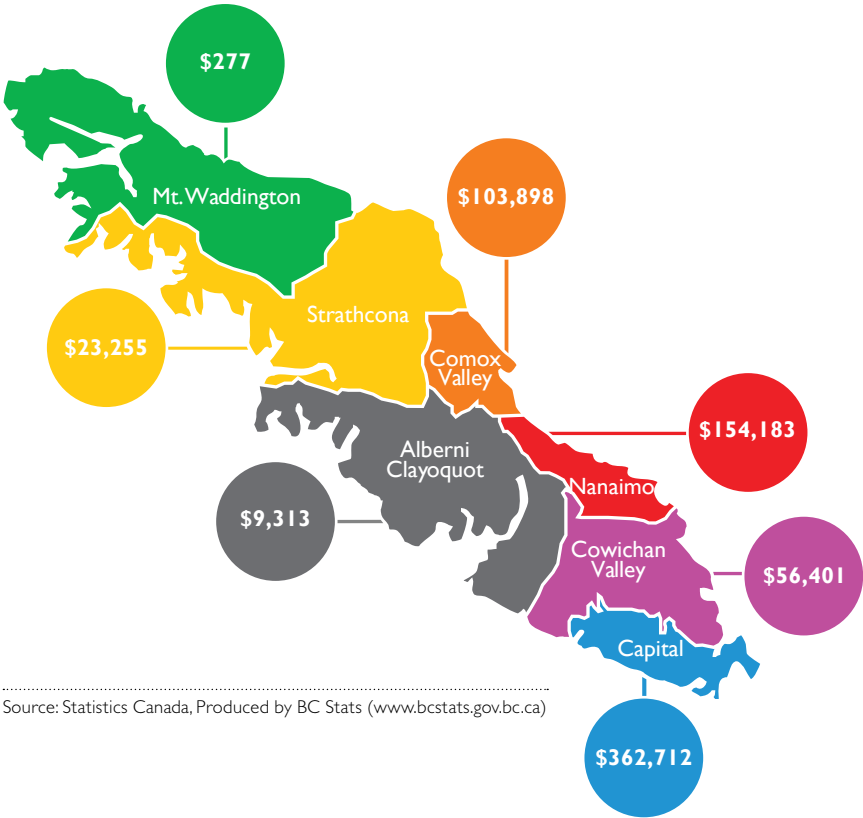 $277
Mt. Waddington
$103,898
Strathcona
$23,255
Comox
Valley
$154,183
Alberni
Clayoquot
Nanaimo
$9,313
Cowichan
Valley
$56,401
Capital
Source: Statistics Canada, Produced by BC Stats (www.bcstats.gov.bc.ca)
$362,712